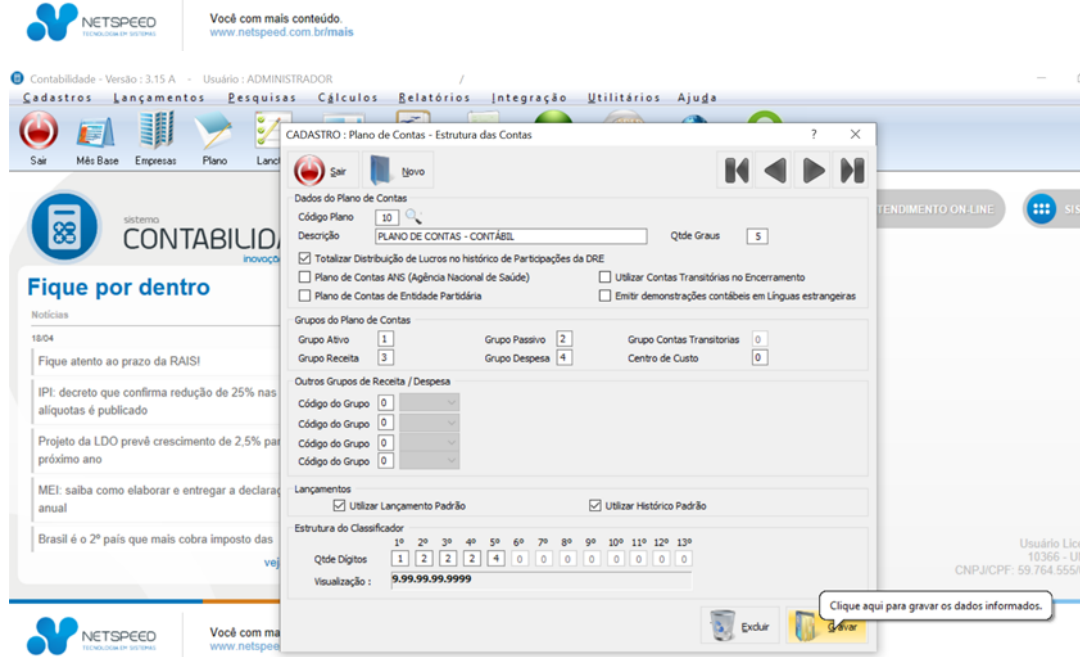 NETSPEED
TECNOLOGIA EM SISTEMAS
Você com mais conteúdo.
www.netspeed.com.br/mais
Contabilidade - Versão : 3.15 A - Usuário : ADMINISTRADOR /
Cadastros Lançamentos Pesquisas Cálculos Relatórios Integração Utilitários Ajuda
Sair Mês Base Empresas Plano
CADASTRO : Plano de Contas - Estrutura das Contas ? ×
Sair Novo
Dados do Plano de Contas
Código Plano 10
Descrição PLANO DE CONTAS - CONTÁBIL Qtde Graus 5
Totalizar Distribuição de Lucros no histórico de Participações da DRE
Plano de Contas ANS (Agência Nacional de Saúde) Utilizar Contas Transitórias no Encerramento
Plano de Contas de Entidade Partidária Emitir demonstrações contábeis em Línguas estrangeiras
Grupos do Plano de Contas
Grupo Ativo 1 Grupo Passivo 2 Grupo Contas Transitorias 0
Grupo Receita 3 Grupo Despesa 4 Centro de Custo 0
Outros Grupos de Receita / Despesa
Código do Grupo 0
Código do Grupo 0
Código do Grupo 0
Código do Grupo 0
Lançamentos
Utilizar Lançamento Padrão Utilizar Histórico Padrão
Estrutura do Classificador
1º 2º 3º 4º 5º 6º 7º 8º 9º 10º 11º 12º 13º
Qtde Dígitos 1 2 2 2 4 0 0 0 0 0 0 0 0
Visualização : 9.99.99.99.9999
Excluir Gravar
Clique aqui para gravar os dados informados.
sistema
CONTABILIDA
inovaçõ
Fique por dentro
Notícias
18/04
Fique atento ao prazo da RAIS!
IPI: decreto que confirma redução de 25% nas
alíquotas é publicado
Projeto da LDO prevê crescimento de 2,5% par
próximo ano
MEI: saiba como elaborar e entregar a declaraç
anual
Brasil é o 2º país que mais cobra imposto das
vej
TENDIMENTO ON-LINE SIS
Usuário Lice
10366 - U
CNPJ/CPF: 59.764.555/
NETSPEED
TECNOLOGIA EM SISTEMAS
Você com ma
www.netspee